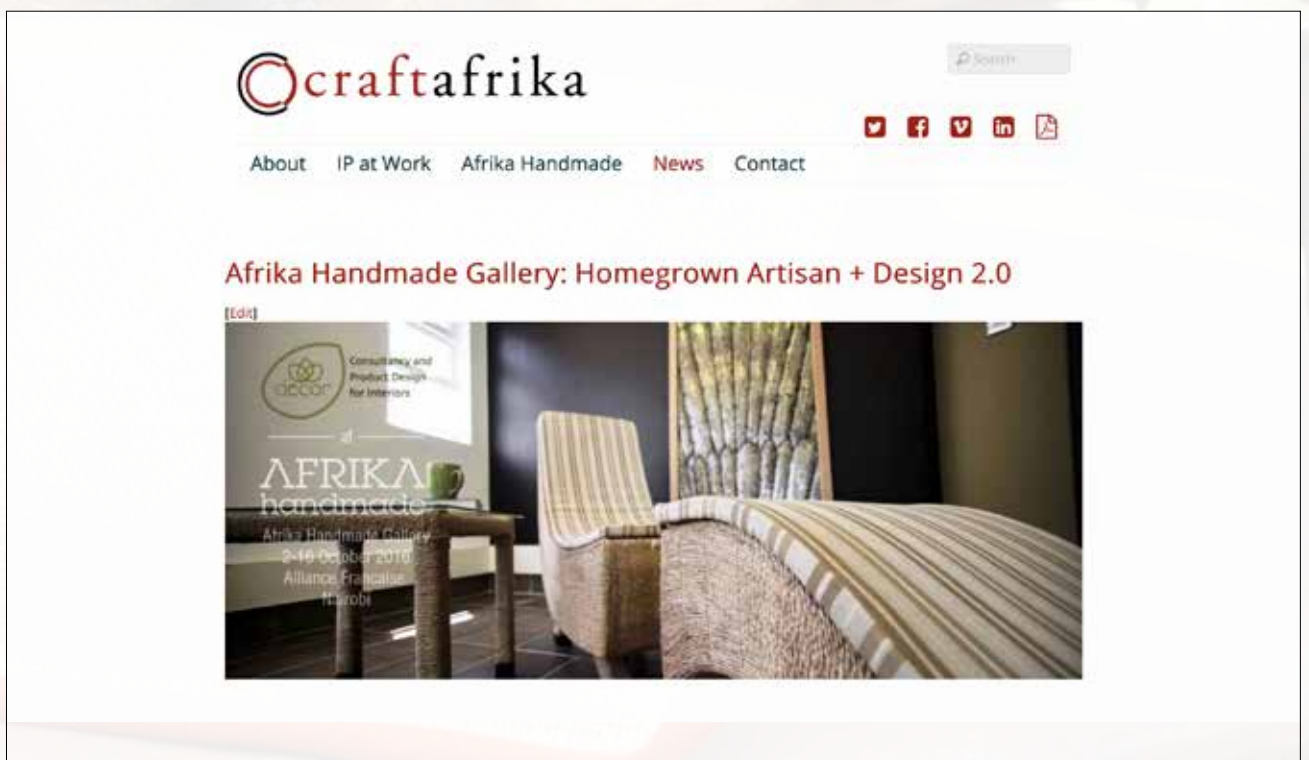 craftafrika
Search
About IP at Work Afrika Handmade News Contact
Afrika Handmade Gallery: Homegrown Artisan + Design 2.0
[Edit]
decor
Consultancy and
Product Design
for Interiors
at
AFRIKA
handmade
Afrika Handmade Gallery
2-16 October 2016
Alliance Francaise
Nairobi